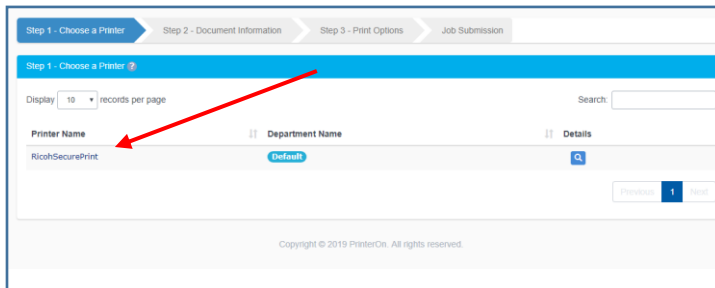 Step 1 - Choose a Printer Step 2 - Document Information Step 3 - Print Options Job Submission
Step 1 - Choose a Printer ?
Display 10 records per page Search:
Printer Name Department Name Details
RicohSecurePrint Default
Previous 1 Next
Copyright © 2019 PrinterOn. All rights reserved.